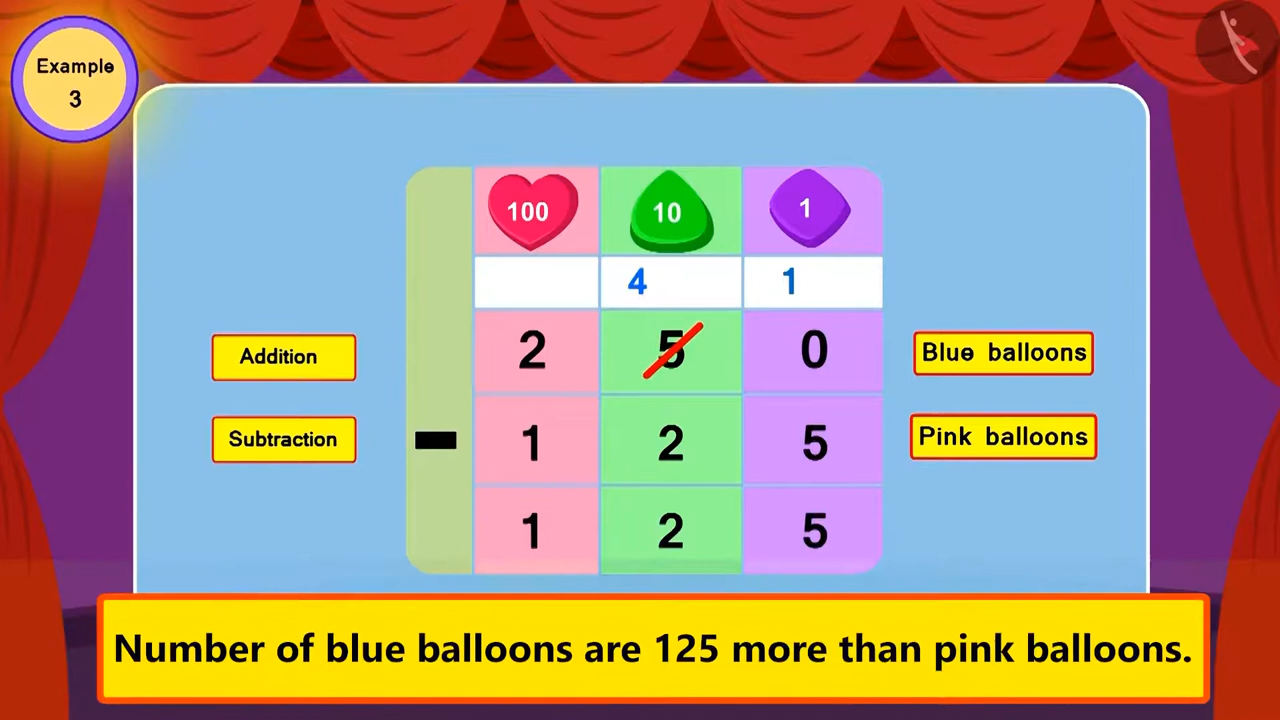 Example
3
100 10 1
4 1
Addition 2 5 0 Blue balloons
Subtraction - 1 2 5 Pink balloons
1 2 5
Number of blue balloons are 125 more than pink balloons.